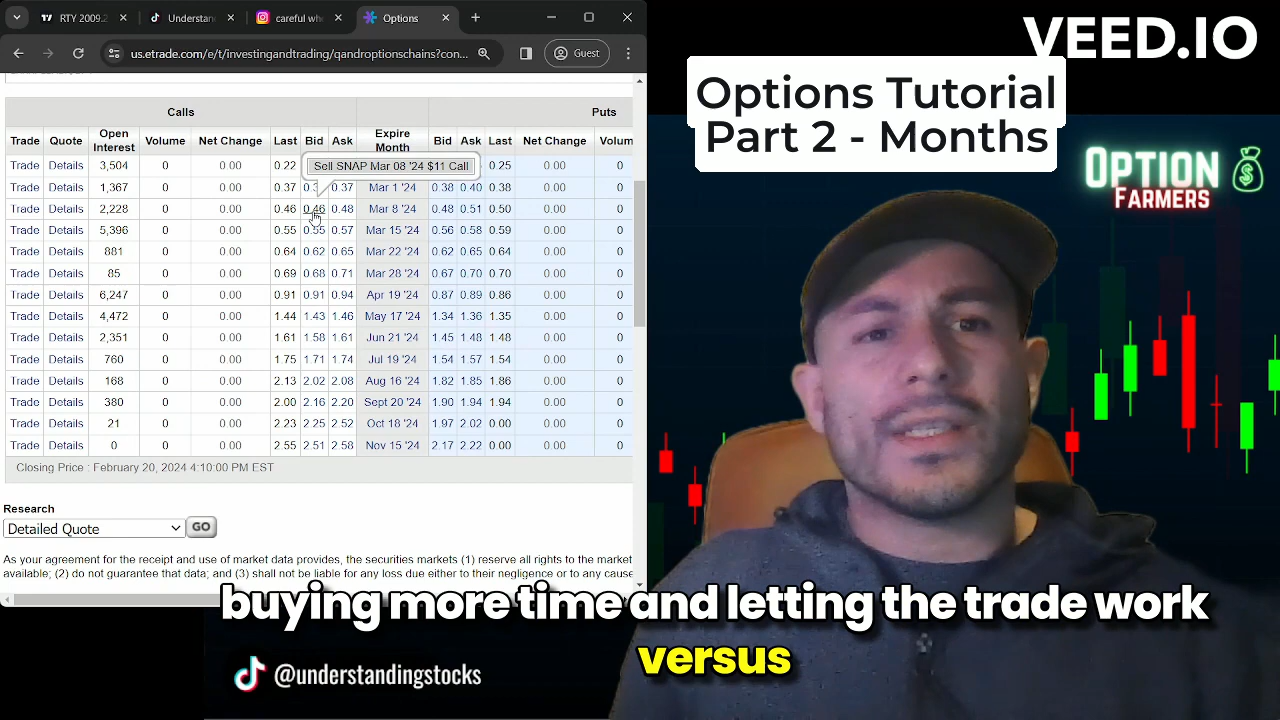 RTY 2009.2
Understan
careful whe
Options
us.etrade.com/e/t/investingandtrading/qandroptionschains?con...
Guest
VEED.IO
Options Tutorial
Part 2 - Months
OPTION
FARMERS
Calls
Puts
Trade Quote Open Interest Volume Net Change Last Bid Ask Expire Month Bid Ask Last Net Change Volum
Trade Details 3,591 0 0.00 0.22 0.25
Sell SNAP Mar 08 '24 $11 Call
Trade Details 1,367 0 0.00 0.37 0.37 Mar 1 '24 0.38 0.40 0.38 0.00 0
Trade Details 2,228 0 0.00 0.46 0.46 0.48 Mar 8 '24 0.48 0.51 0.50 0.00 0
Trade Details 5,396 0 0.00 0.55 0.57 Mar 15 '24 0.56 0.58 0.59 0.00 0
Trade Details 881 0 0.00 0.64 0.62 0.65 Mar 22 '24 0.62 0.65 0.64 0.00 0
Trade Details 85 0 0.00 0.69 0.68 0.71 Mar 28 '24 0.67 0.70 0.70 0.00 0
Trade Details 6,247 0 0.00 0.91 0.91 0.94 Apr 19 '24 0.87 0.89 0.86 0.00 0
Trade Details 4,472 0 0.00 1.44 1.43 1.46 May 17 '24 1.34 1.36 1.35 0.00 0
Trade Details 2,351 0 0.00 1.61 1.58 1.61 Jun 21 '24 1.45 1.48 1.48 0.00 0
Trade Details 760 0 0.00 1.75 1.71 1.74 Jul 19 '24 1.54 1.57 1.54 0.00 0
Trade Details 168 0 0.00 2.13 2.02 2.08 Aug 16 '24 1.82 1.85 1.86 0.00 0
Trade Details 380 0 0.00 2.00 2.16 2.20 Sept 20 '24 1.90 1.94 1.94 0.00 0
Trade Details 21 0 0.00 2.23 2.25 2.52 Oct 18 '24 1.97 2.02 0.00 0.00 0
Trade Details 0 0 0.00 2.55 2.51 2.58 Nov 15 '24 2.17 2.22 0.00 0.00 0
Closing Price : February 20, 2024 4:10:00 PM EST
Research
Detailed Quote
GO
As your agreement for the receipt and use of market data provides, the securities markets (1) reserve all rights to the market
available; (2) do not guarantee that data; and (3) shall not be liable for any loss due either to their negligence or to any cause
buying more time and letting the trade work
versus
@understandingstocks